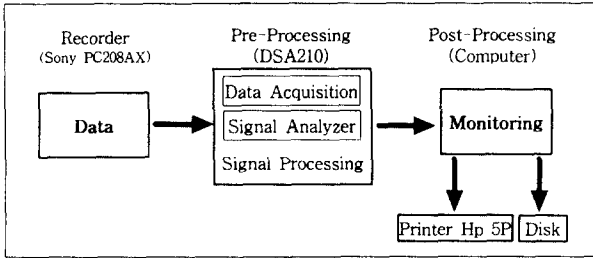 Recorder
(Sony PC208AX)
Pre-Processing
(DSA210)
Post-Processing
(Computer)
Data
Data Acquisition
Signal Analyzer
Signal Processing
Monitoring
Printer Hp 5P
Disk